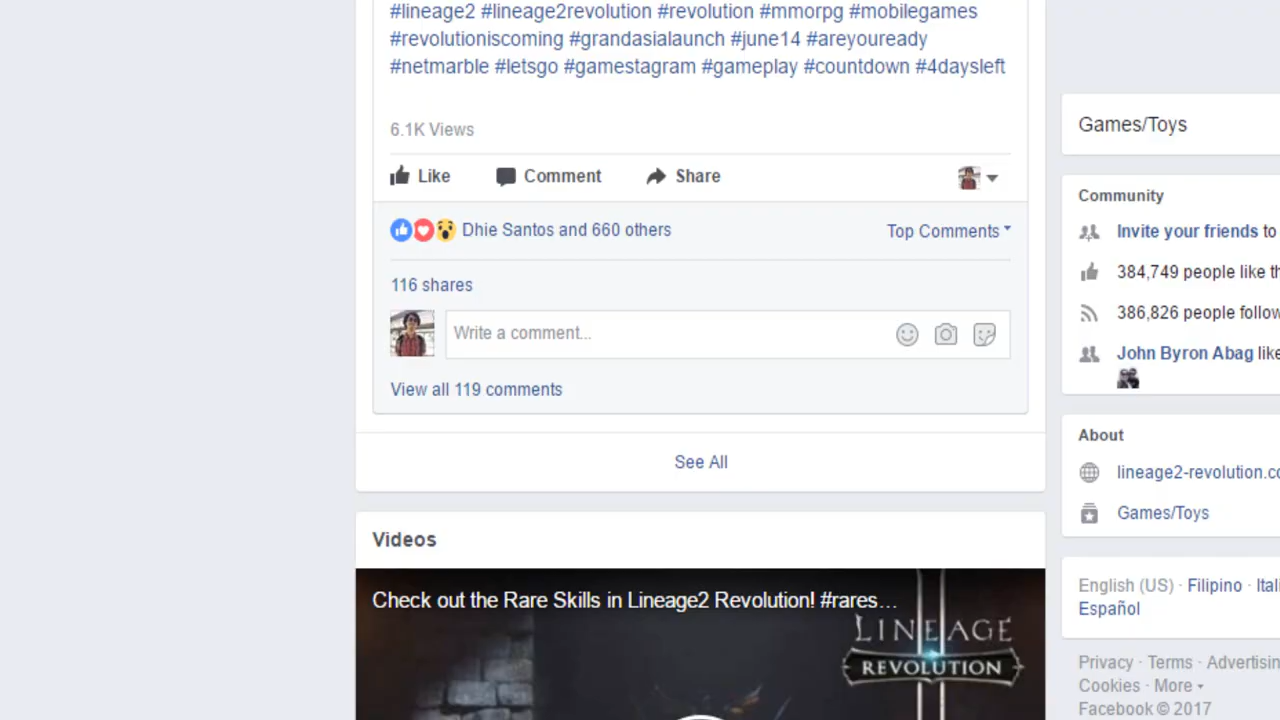 #lineage2 #lineage2revolution #revolution #mmorpg #mobilegames
#revolutioniscoming #grandasialaunch #june14 #areyouready
#netmarble #letsgo #gamestagram #gameplay #countdown #4daysleft
6.1K Views
Like Comment Share
Dhie Santos and 660 others Top Comments
116 shares
Write a comment...
View all 119 comments
See All
Videos
Check out the Rare Skills in Lineage2 Revolution! #rares...
LINEAGE
REVOLUTION
Games/Toys
Community
Invite your friends to
384,749 people like th
386,826 people follow
John Byron Abag like
About
lineage2-revolution.co
Games/Toys
English (US) · Filipino · Itali
Español
Privacy · Terms · Advertisin
Cookies · More
Facebook © 2017